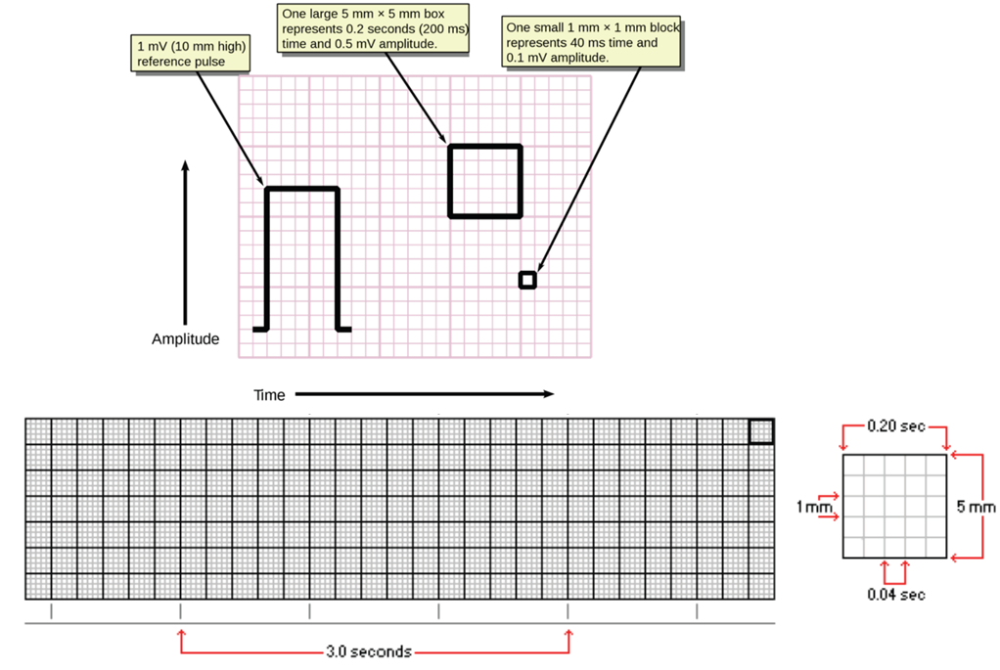 One large 5 mm × 5 mm box
represents 0.2 seconds (200 ms)
time and 0.5 mV amplitude.
One small 1 mm × 1 mm block
represents 40 ms time and
0.1 mV amplitude.
1 mV (10 mm high)
reference pulse
Amplitude
Time
0.20 sec
1mm
5 mm
0.04 sec
3.0 seconds